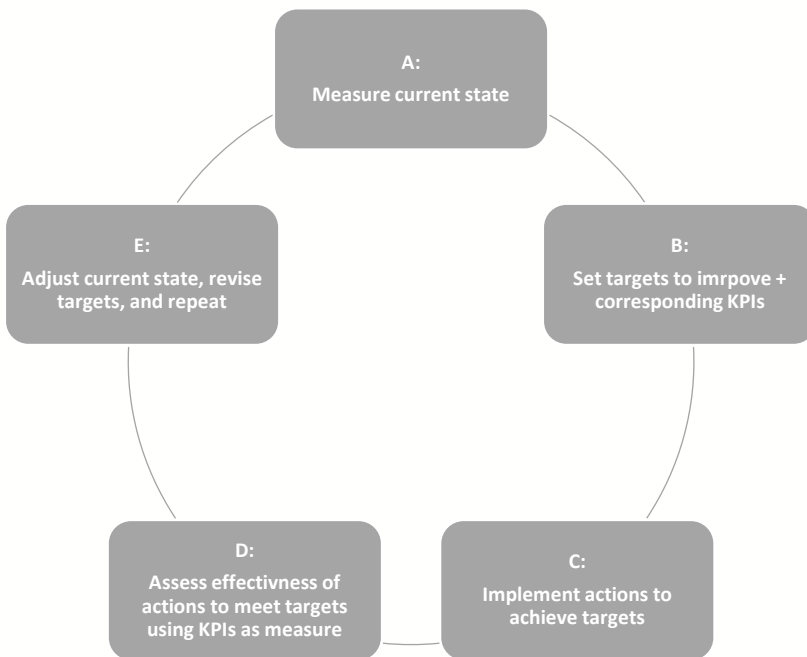 A:
Measure current state
B:
Set targets to imrpove +
corresponding KPIs
C:
Implement actions to
achieve targets
D:
Assess effectivness of
actions to meet targets
using KPIs as measure
E:
Adjust current state, revise
targets, and repeat